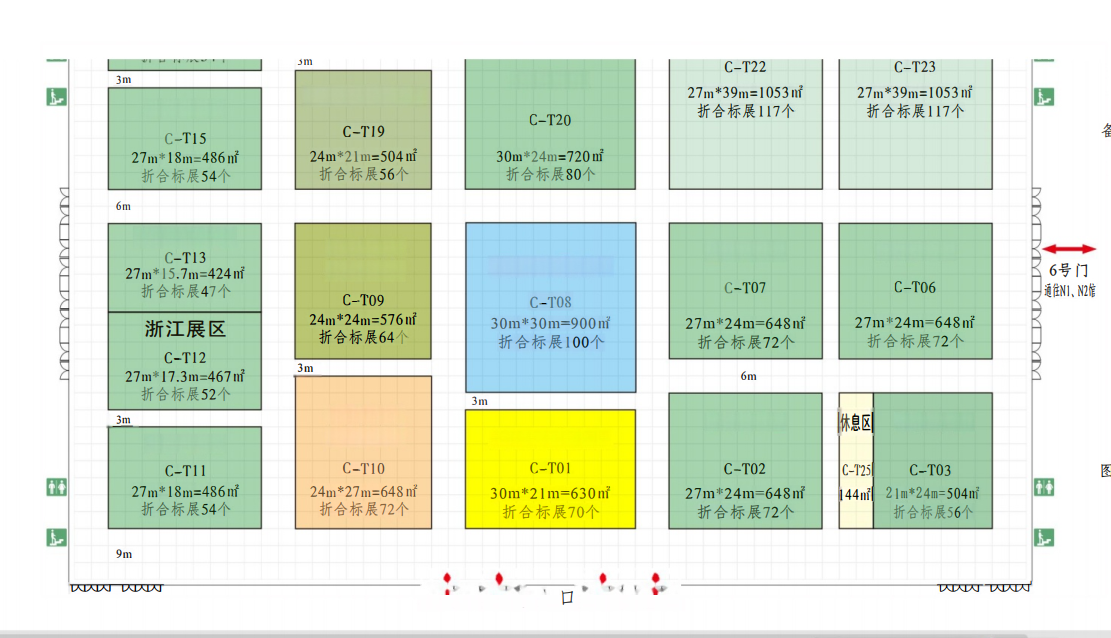 3m
3m
C-T22
27m*39m=1053㎡
折合标展117个
C-T23
27m*39m=1053㎡
折合标展117个
C-T15
27m*18m=486㎡
折合标展54个
C-T19
24m*21m=504㎡
折合标展56个
C-T20
30m*24m=720㎡
折合标展80个
6m
C-T13
27m*15.7m=424㎡
折合标展47个
浙江展区
C-T12
27m*17.3m=467㎡
折合标展52个
C-T09
24m*24m=576㎡
折合标展64个
C-T08
30m*30m=900㎡
折合标展100个
C-T07
27m*24m=648㎡
折合标展72个
C-T06
27m*24m=648㎡
折合标展72个
6号门
通往N1、N2馆
3m
6m
3m
3m
C-T11
27m*18m=486㎡
折合标展54个
C-T10
24m*27m=648㎡
折合标展72个
C-T01
30m*21m=630㎡
折合标展70个
C-T02
27m*24m=648㎡
折合标展72个
休息区
C-T25
144㎡
C-T03
21m*24m=504㎡
折合标展56个
9m
口